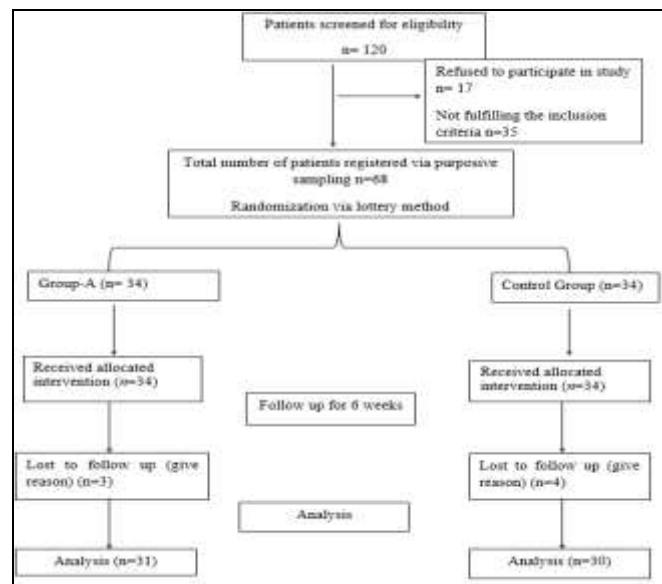 Patients screened for eligibility
n= 120
Refused to participate in study
n= 17
Not fulfilling the inclusion
criteria n=35
Total number of patients registered via purposive
sampling n=68
Randomization via lottery method
Group-A (n= 34)
Control Group (n=34)
Received allocated
intervention (n=34)
Received allocated
intervention (n=34)
Follow up for 6 weeks
Lost to follow up (give
reason) (n=3)
Lost to follow up (give
reason) (n=4)
Analysis
Analysis (n=31)
Analysis (n=30)